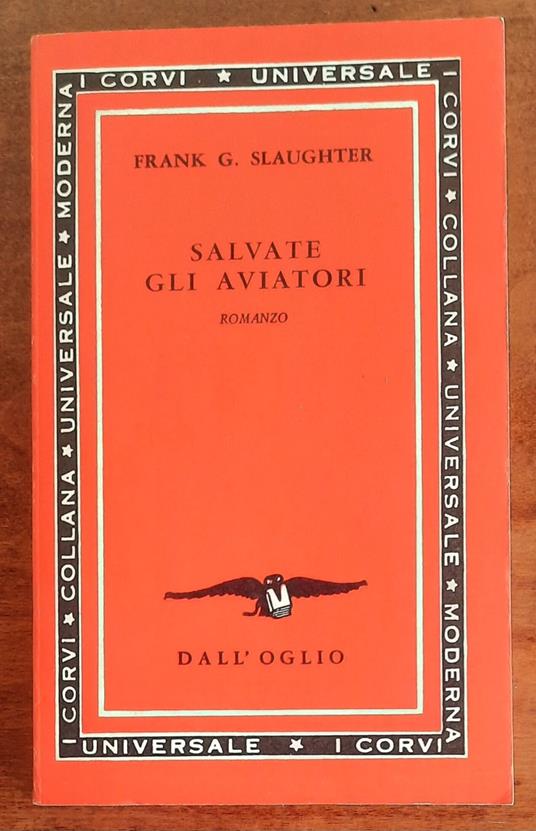 I CORVI ★ UNIVERSALE
I CORVI ★ COLLANA ★ UNIVERSALE ★ MODERNA
I CORVI ★ COLLANA ★ UNIVERSALE ★ MODERNA
FRANK G. SLAUGHTER
SALVATE
GLI AVIATORI
ROMANZO
DALL' OGLIO
UNIVERSALE ★ I CORVI